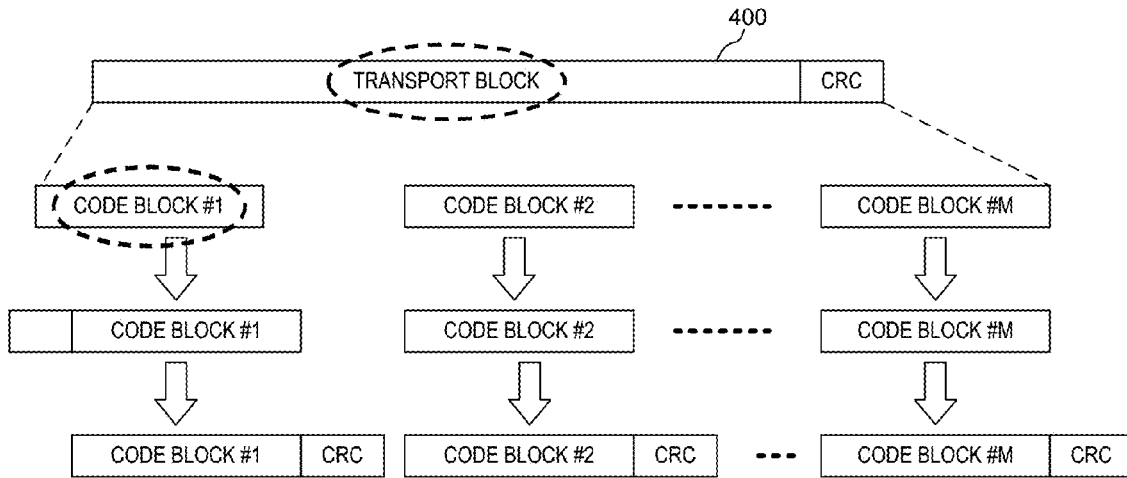 400
TRANSPORT BLOCK CRC
CODE BLOCK #1 CODE BLOCK #2 CODE BLOCK #M
CODE BLOCK #1 CODE BLOCK #2 CODE BLOCK #M
CODE BLOCK #1 CRC CODE BLOCK #2 CRC CODE BLOCK #M CRC